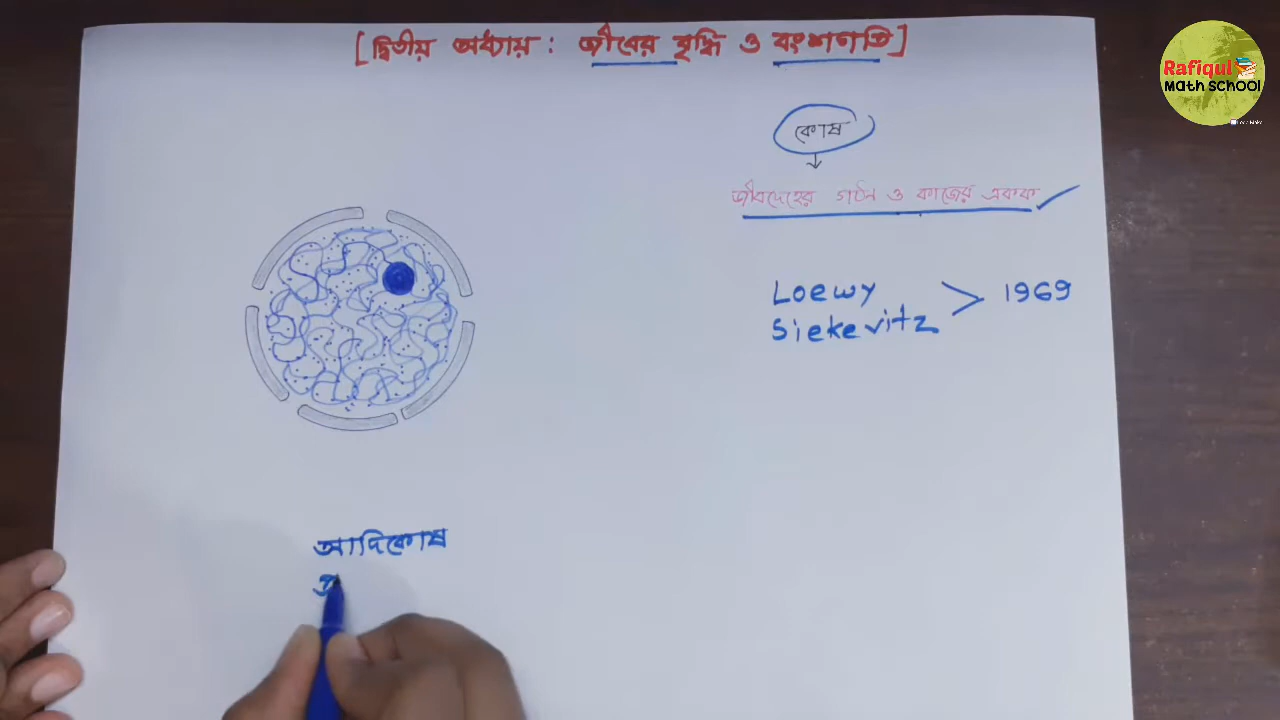 [দ্বিতীয় অধ্যায় : জীবের বৃদ্ধি ও বংশগতি]
Rafiqul
Math School
কোষ
↓
জীবদেহের গঠন ও কাজের একক
Loewy
Siekevitz > 1969
আদিকোষ
প্র